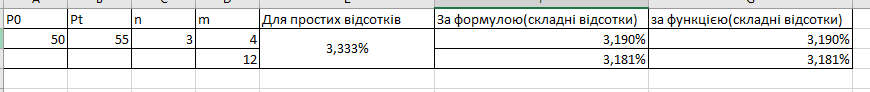 P0 Pt n m Для простих відсотків За формулою(складні відсотки) за функцією(складні відсотки)
50 55 3 4 3,333% 3,190% 3,190%
12 3,181% 3,181%